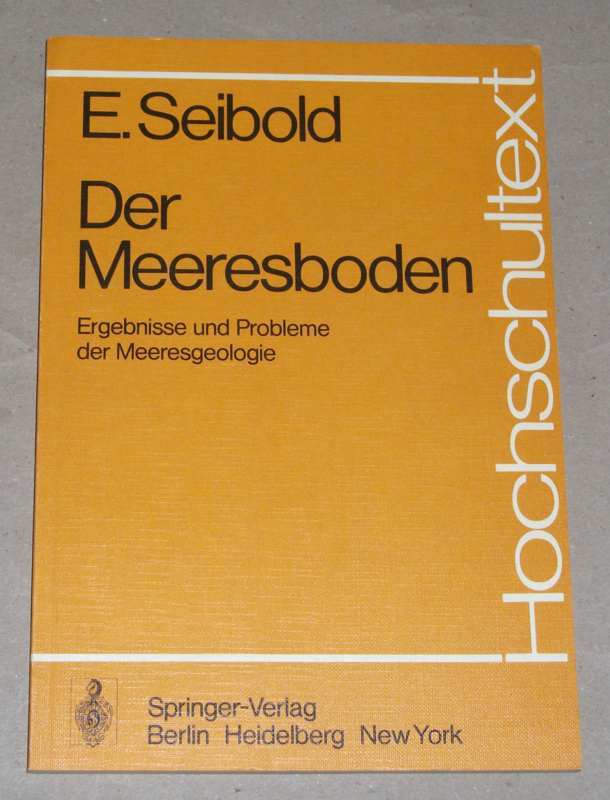 E. Seibold
Der
Meeresboden
Ergebnisse und Probleme
der Meeresgeologie
Hochschultext
Springer-Verlag
Berlin Heidelberg New York